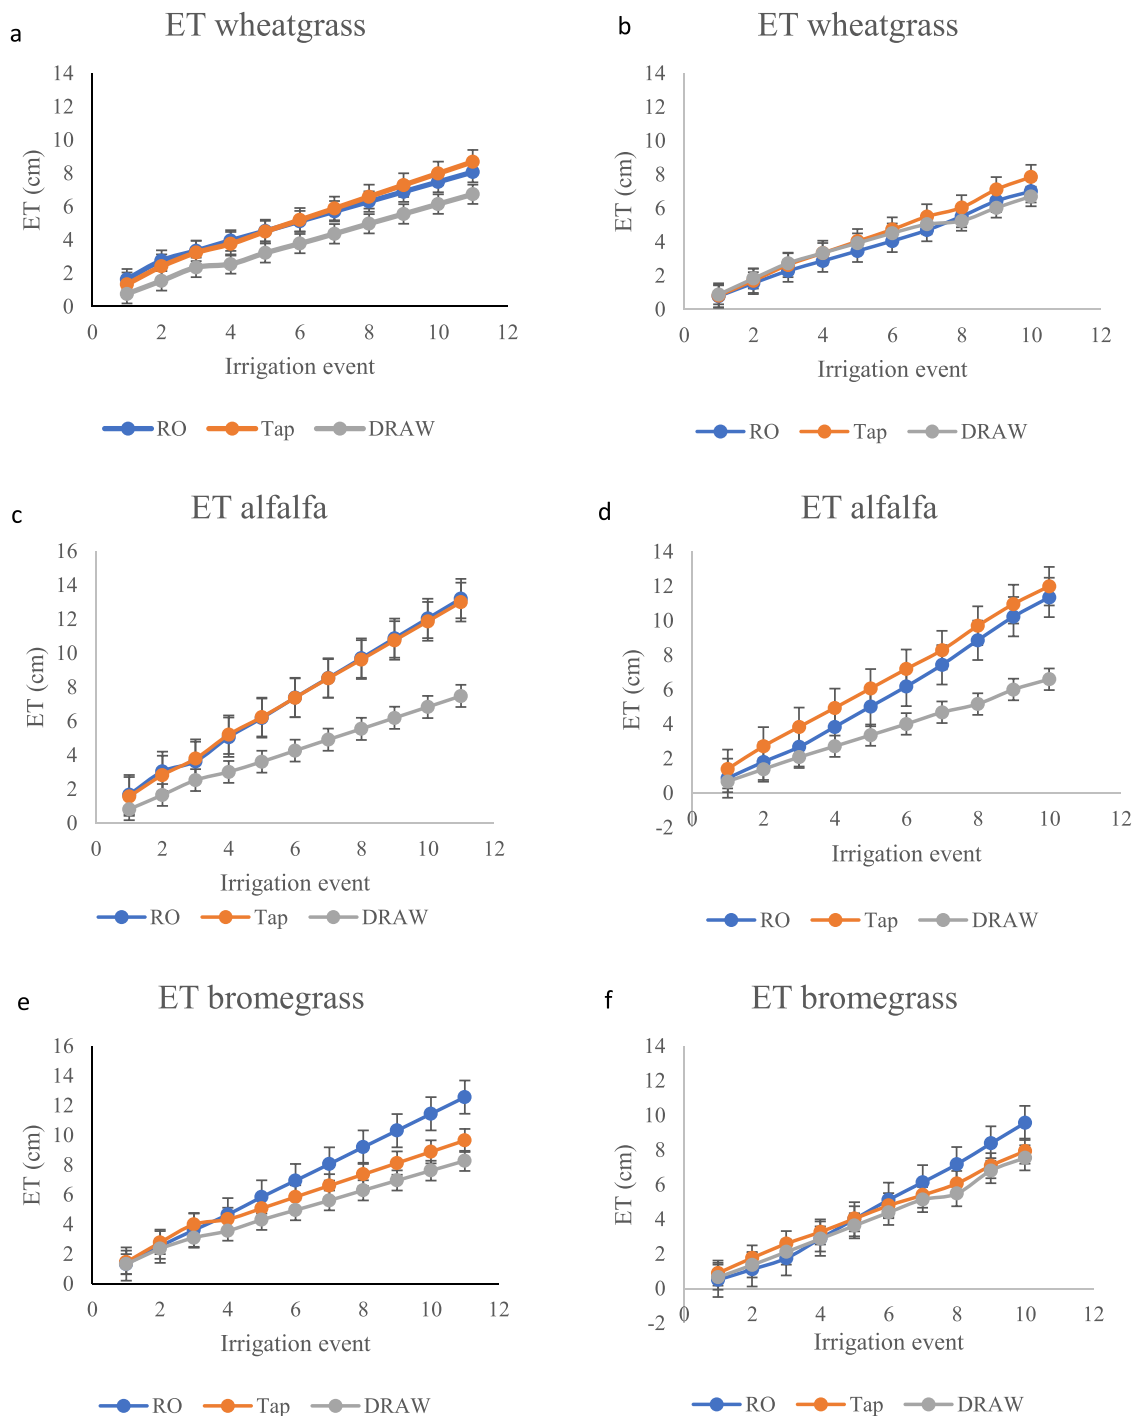 a
ET wheatgrass
14
12
10
8
6
4
2
0
ET (cm)
0 2 4 6 8 10 12
Irrigation event
RO Tap DRAW
b
ET wheatgrass
14
12
10
8
6
4
2
0
ET (cm)
0 2 4 6 8 10 12
Irrigation event
RO Tap DRAW
c
ET alfalfa
16
14
12
10
8
6
4
2
0
ET (cm)
0 2 4 6 8 10 12
Irrigation event
RO Tap DRAW
d
ET alfalfa
14
12
10
8
6
4
2
0
-2
ET (cm)
0 2 4 6 8 10 12
Irrigation event
RO Tap DRAW
e
ET bromegrass
16
14
12
10
8
6
4
2
0
ET (cm)
0 2 4 6 8 10 12
Irrigation event
RO Tap DRAW
f
ET bromegrass
14
12
10
8
6
4
2
0
-2
ET (cm)
0 2 4 6 8 10 12
Irrigation event
RO Tap DRAW